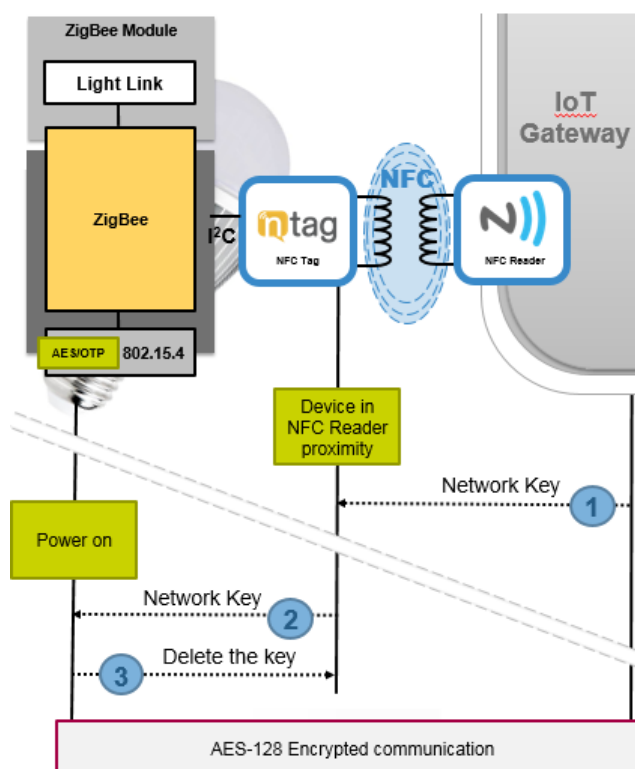 ZigBee Module
Light Link
ZigBee
AES/OTP 802.15.4
I²C
ntag
NFC Tag
NFC
NFC Reader
IoT
Gateway
Device in
NFC Reader
proximity
Network Key
1
Power on
Network Key
2
3
Delete the key
AES-128 Encrypted communication